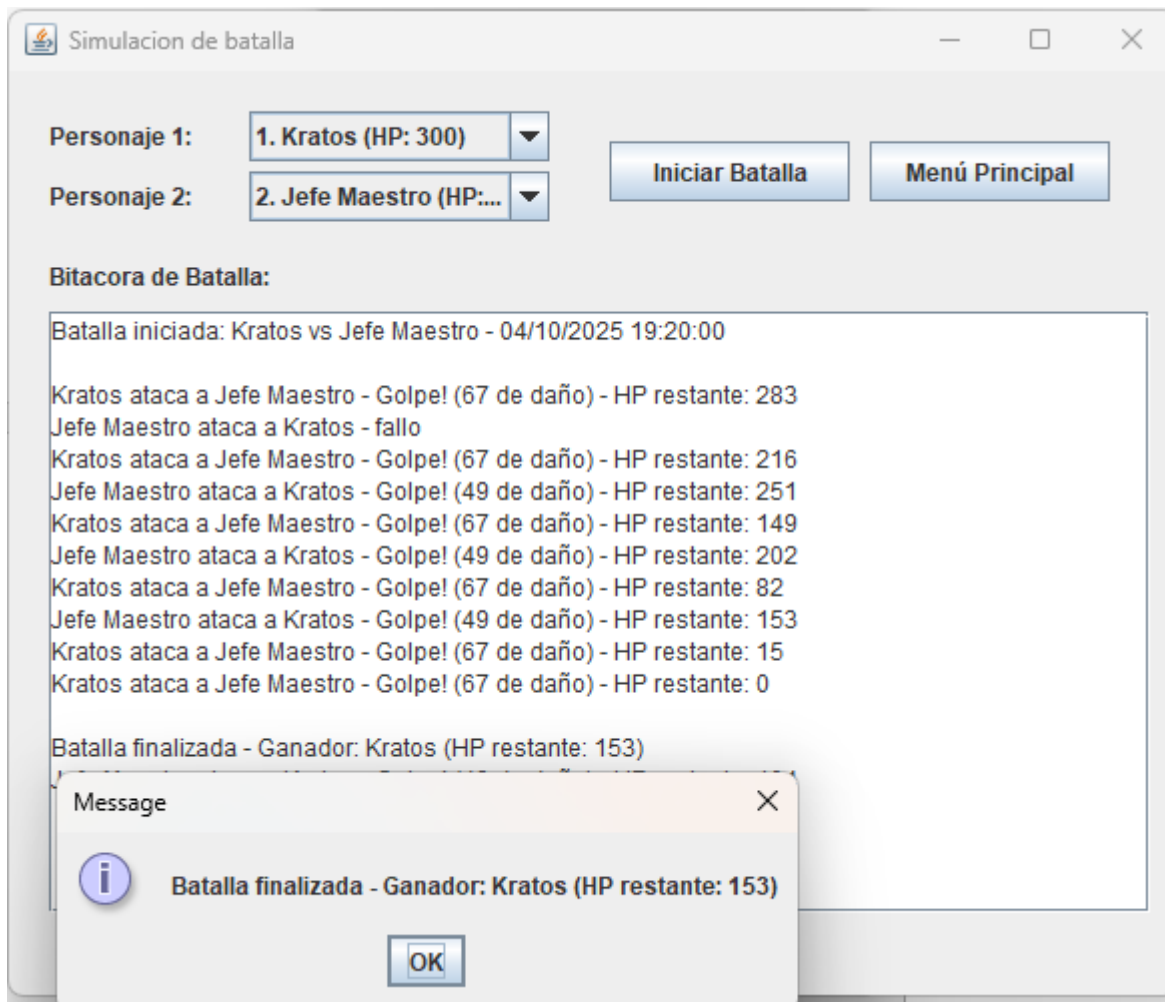 Simulacion de batalla
Personaje 1:
1. Kratos (HP: 300)
Personaje 2:
2. Jefe Maestro (HP:...
Iniciar Batalla
Menú Principal
Bitacora de Batalla:
Batalla iniciada: Kratos vs Jefe Maestro - 04/10/2025 19:20:00
Kratos ataca a Jefe Maestro - Golpe! (67 de daño) - HP restante: 283
Jefe Maestro ataca a Kratos - fallo
Kratos ataca a Jefe Maestro - Golpe! (67 de daño) - HP restante: 216
Jefe Maestro ataca a Kratos - Golpe! (49 de daño) - HP restante: 251
Kratos ataca a Jefe Maestro - Golpe! (67 de daño) - HP restante: 149
Jefe Maestro ataca a Kratos - Golpe! (49 de daño) - HP restante: 202
Kratos ataca a Jefe Maestro - Golpe! (67 de daño) - HP restante: 82
Jefe Maestro ataca a Kratos - Golpe! (49 de daño) - HP restante: 153
Kratos ataca a Jefe Maestro - Golpe! (67 de daño) - HP restante: 15
Kratos ataca a Jefe Maestro - Golpe! (67 de daño) - HP restante: 0
Batalla finalizada - Ganador: Kratos (HP restante: 153)
Message
Batalla finalizada - Ganador: Kratos (HP restante: 153)
OK